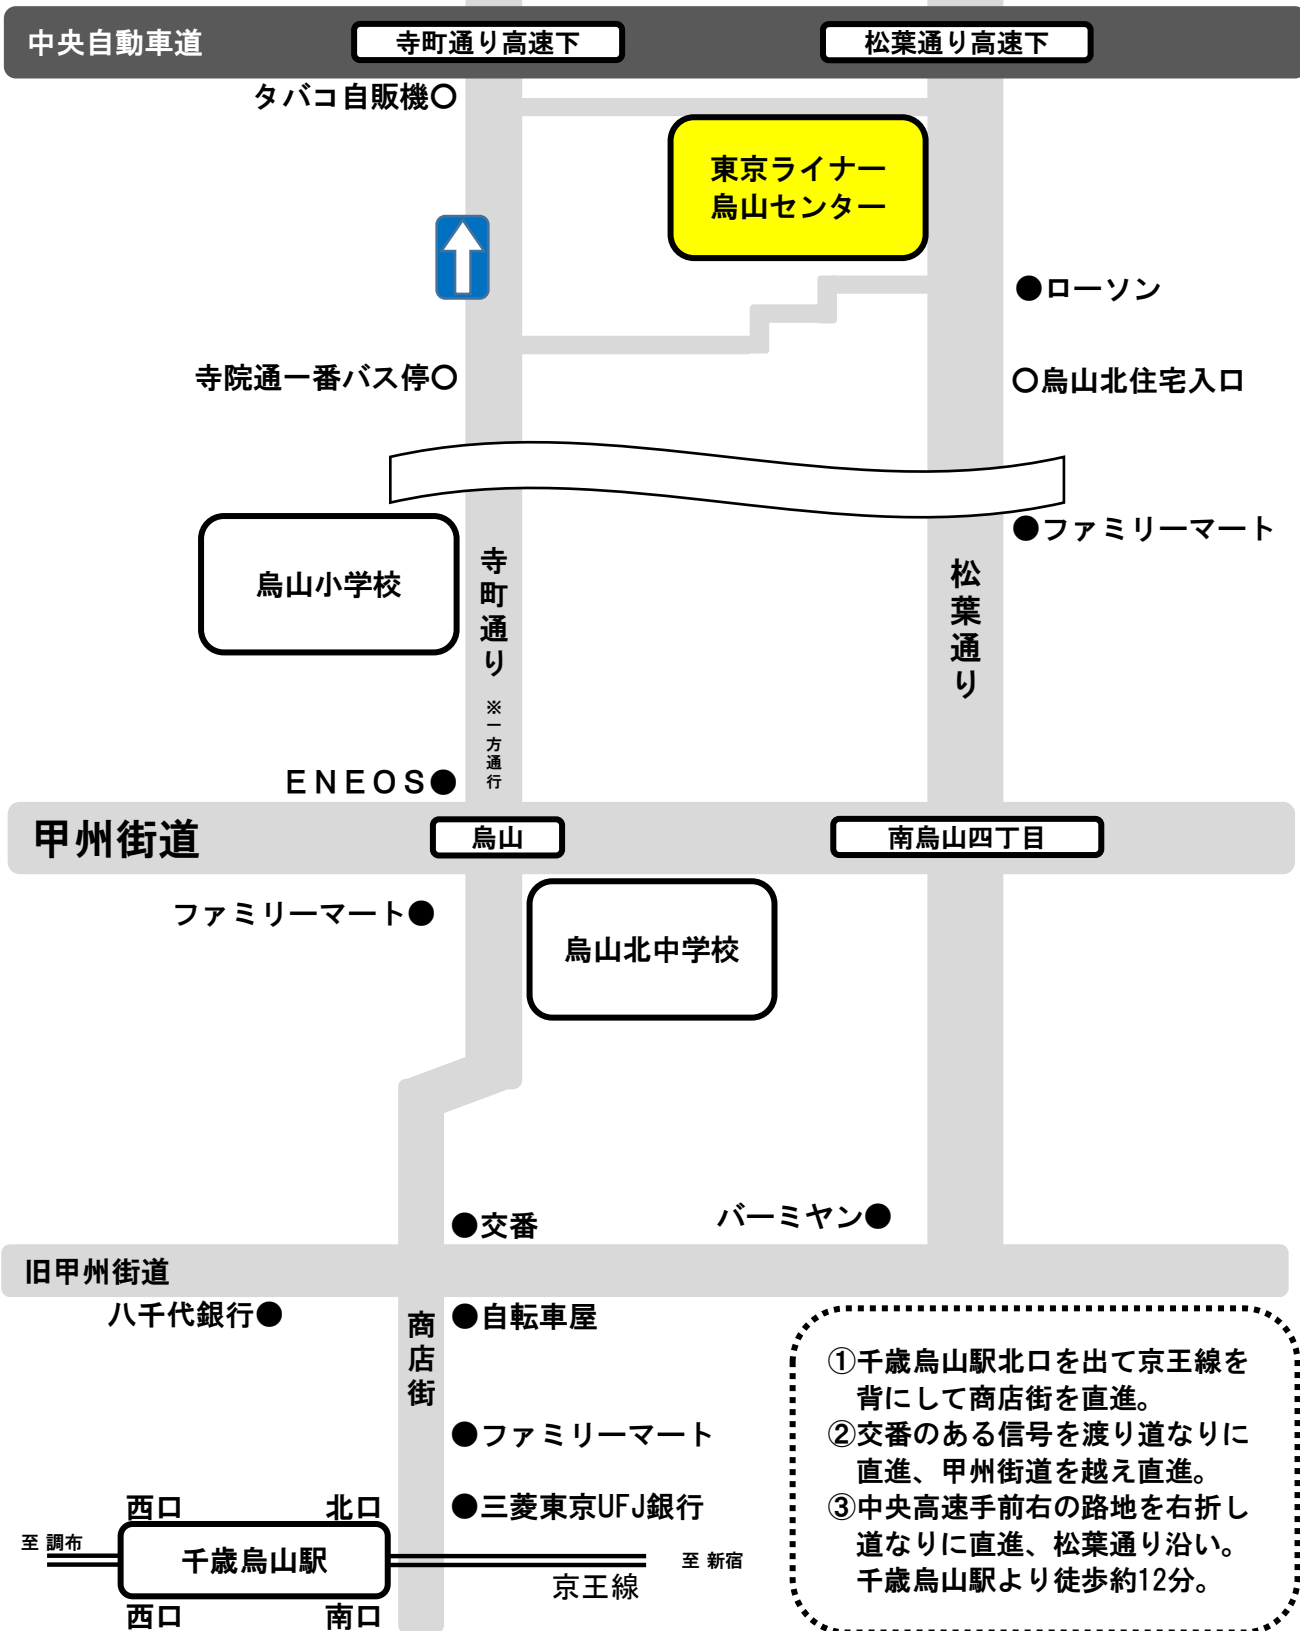 中央自動車道
寺町通り高速下
松葉通り高速下
タバコ自販機○
東京ライナー
烏山センター
●ローソン
寺院通一番バス停○
○烏山北住宅入口
●ファミリーマート
烏山小学校
寺町通り
※一方通行
松葉通り
ENEOS●
甲州街道
烏山
南烏山四丁目
ファミリーマート●
烏山北中学校
●交番
バーミヤン●
旧甲州街道
八千代銀行●
商店街
●自転車屋
●ファミリーマート
●三菱東京UFJ銀行
西口
北口
至 調布
千歳烏山駅
至 新宿
京王線
西口
南口
①千歳烏山駅北口を出て京王線を
背にして商店街を直進。
②交番のある信号を渡り道なりに
直進、甲州街道を越え直進。
③中央高速手前右の路地を右折し
道なりに直進、松葉通り沿い。
千歳烏山駅より徒歩約12分。